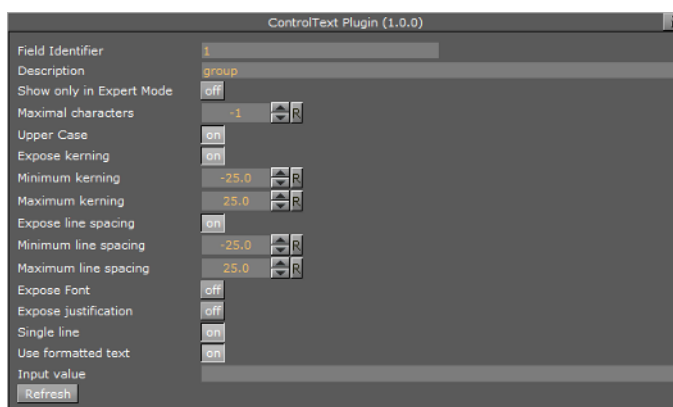 ControlText Plugin (1.0.0)
Field Identifier 1
Description group
Show only in Expert Mode off
Maximal characters -1 R
Upper Case on
Expose kerning on
Minimum kerning -25.0 R
Maximum kerning 25.0 R
Expose line spacing on
Minimum line spacing -25.0 R
Maximum line spacing 25.0 R
Expose Font off
Expose justification off
Single line on
Use formatted text on
Input value
Refresh